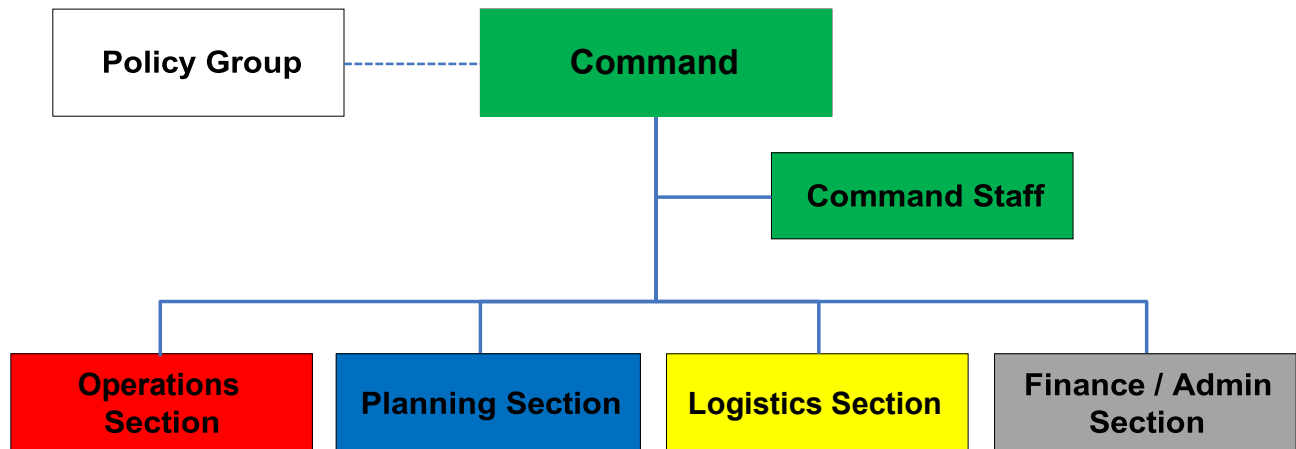 Policy Group
Command
Command Staff
Operations
Section
Planning Section
Logistics Section
Finance / Admin
Section